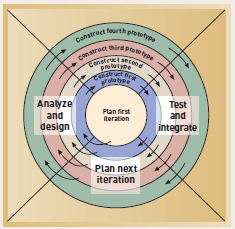 Construct fourth prototype
Construct third prototype
Construct second
prototype
Construct first
prototype
Plan first
iteration
Analyze
and
design
Test
and
integrate
Plan next
iteration